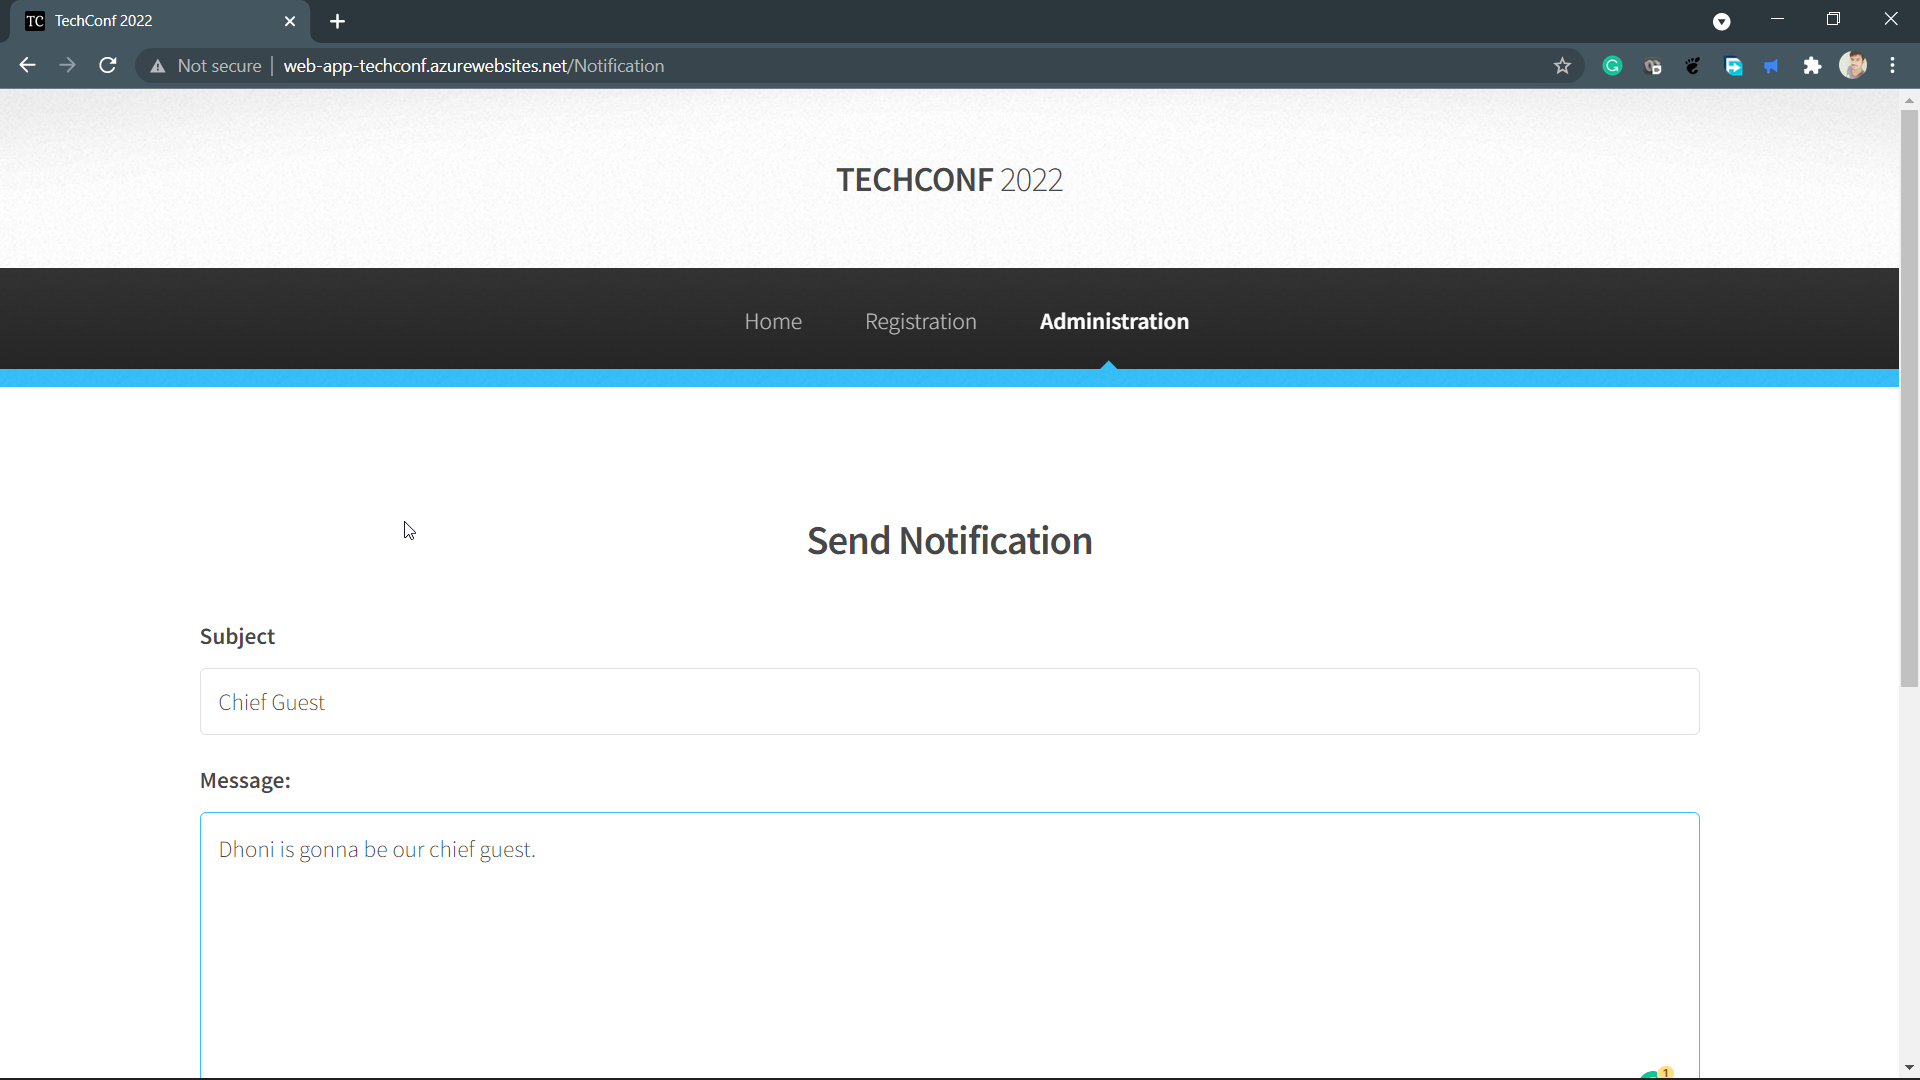 TC TechConf 2022
Not secure web-app-techconf.azurewebsites.net/Notification
TECHCONF 2022
Home Registration Administration
Send Notification
Subject
Chief Guest
Message:
Dhoni is gonna be our chief guest.
1